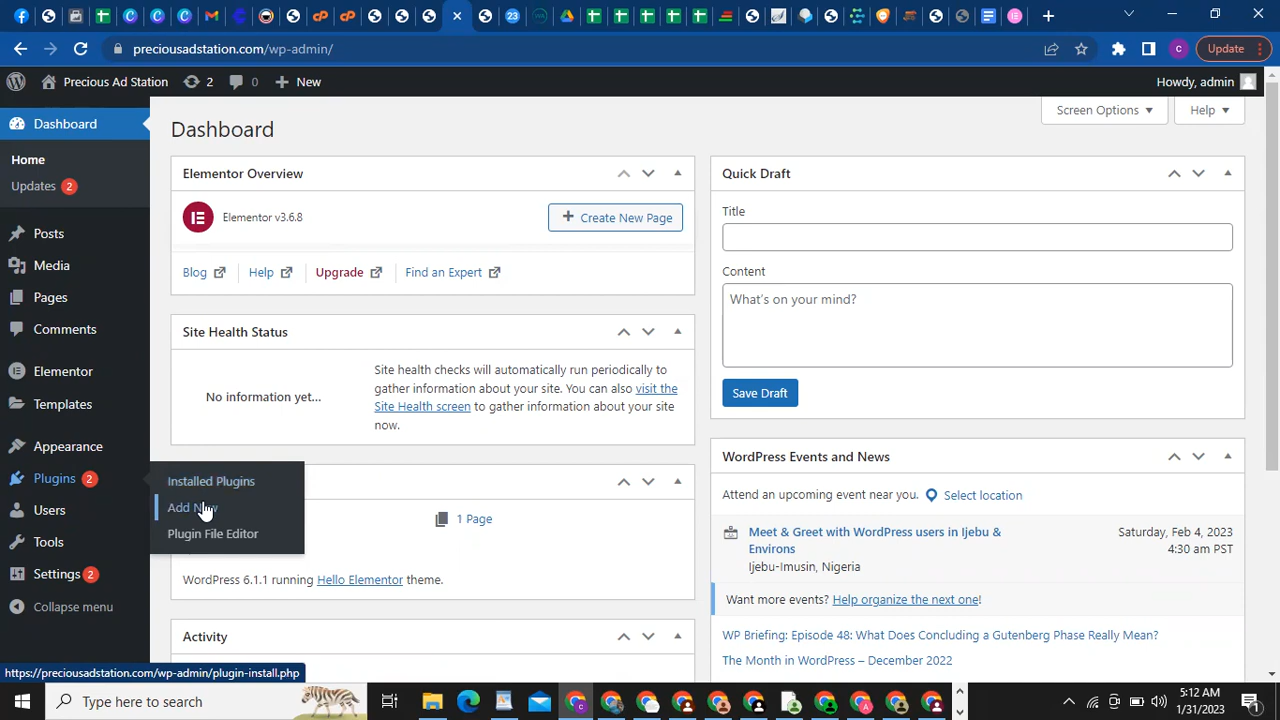 23
preciousadstation.com/wp-admin/
C
Update
Precious Ad Station
2
0
New
Howdy, admin
Dashboard
Home
Updates 2
Posts
Media
Pages
Comments
Elementor
Templates
Appearance
Plugins 2
Users
Tools
Settings 2
Collapse menu
Installed Plugins
Add New
Plugin File Editor
Dashboard
Screen Options
Help
Elementor Overview
Elementor v3.6.8
Create New Page
Blog
Help
Upgrade
Find an Expert
Site Health Status
No information yet...
Site health checks will automatically run periodically to
gather information about your site. You can also visit the
Site Health screen to gather information about your site
now.
1 Page
WordPress 6.1.1 running Hello Elementor theme.
Activity
Quick Draft
Title
Content
What's on your mind?
Save Draft
WordPress Events and News
Attend an upcoming event near you.
Select location
Meet & Greet with WordPress users in Ijebu &
Environs
Ijebu-Imusin, Nigeria
Saturday, Feb 4, 2023
4:30 am PST
Want more events? Help organize the next one!
WP Briefing: Episode 48: What Does Concluding a Gutenberg Phase Really Mean?
The Month in WordPress – December 2022
https://preciousadstation.com/wp-admin/plugin-install.php
Type here to search
5:12 AM
1/31/2023
1